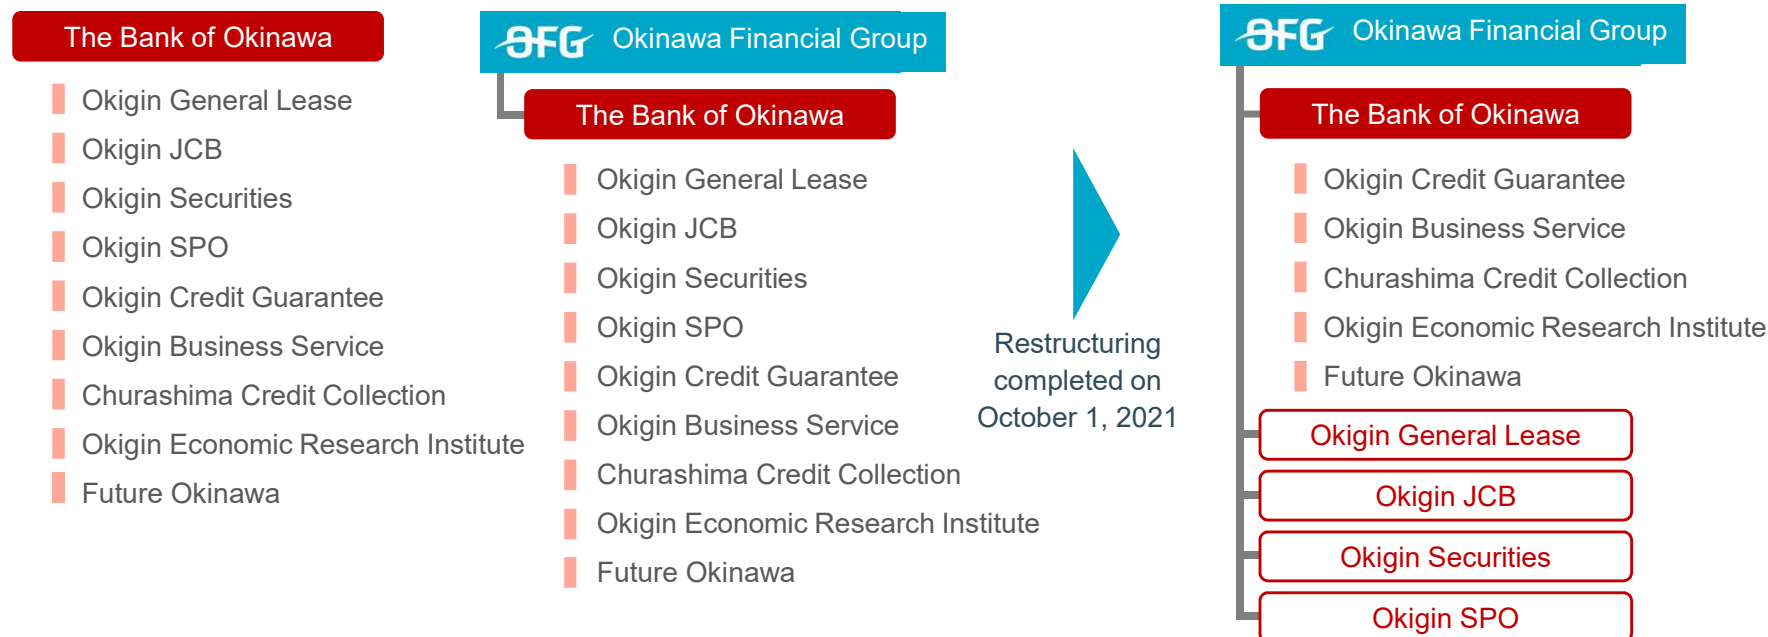 The Bank of Okinawa
Okigin General Lease
Okigin JCB
Okigin Securities
Okigin SPO
Okigin Credit Guarantee
Okigin Business Service
Churashima Credit Collection
Okigin Economic Research Institute
Future Okinawa
OFG Okinawa Financial Group
The Bank of Okinawa
Okigin General Lease
Okigin JCB
Okigin Securities
Okigin SPO
Okigin Credit Guarantee
Okigin Business Service
Churashima Credit Collection
Okigin Economic Research Institute
Future Okinawa
Restructuring
completed on
October 1, 2021
OFG Okinawa Financial Group
The Bank of Okinawa
Okigin Credit Guarantee
Okigin Business Service
Churashima Credit Collection
Okigin Economic Research Institute
Future Okinawa
Okigin General Lease
Okigin JCB
Okigin Securities
Okigin SPO